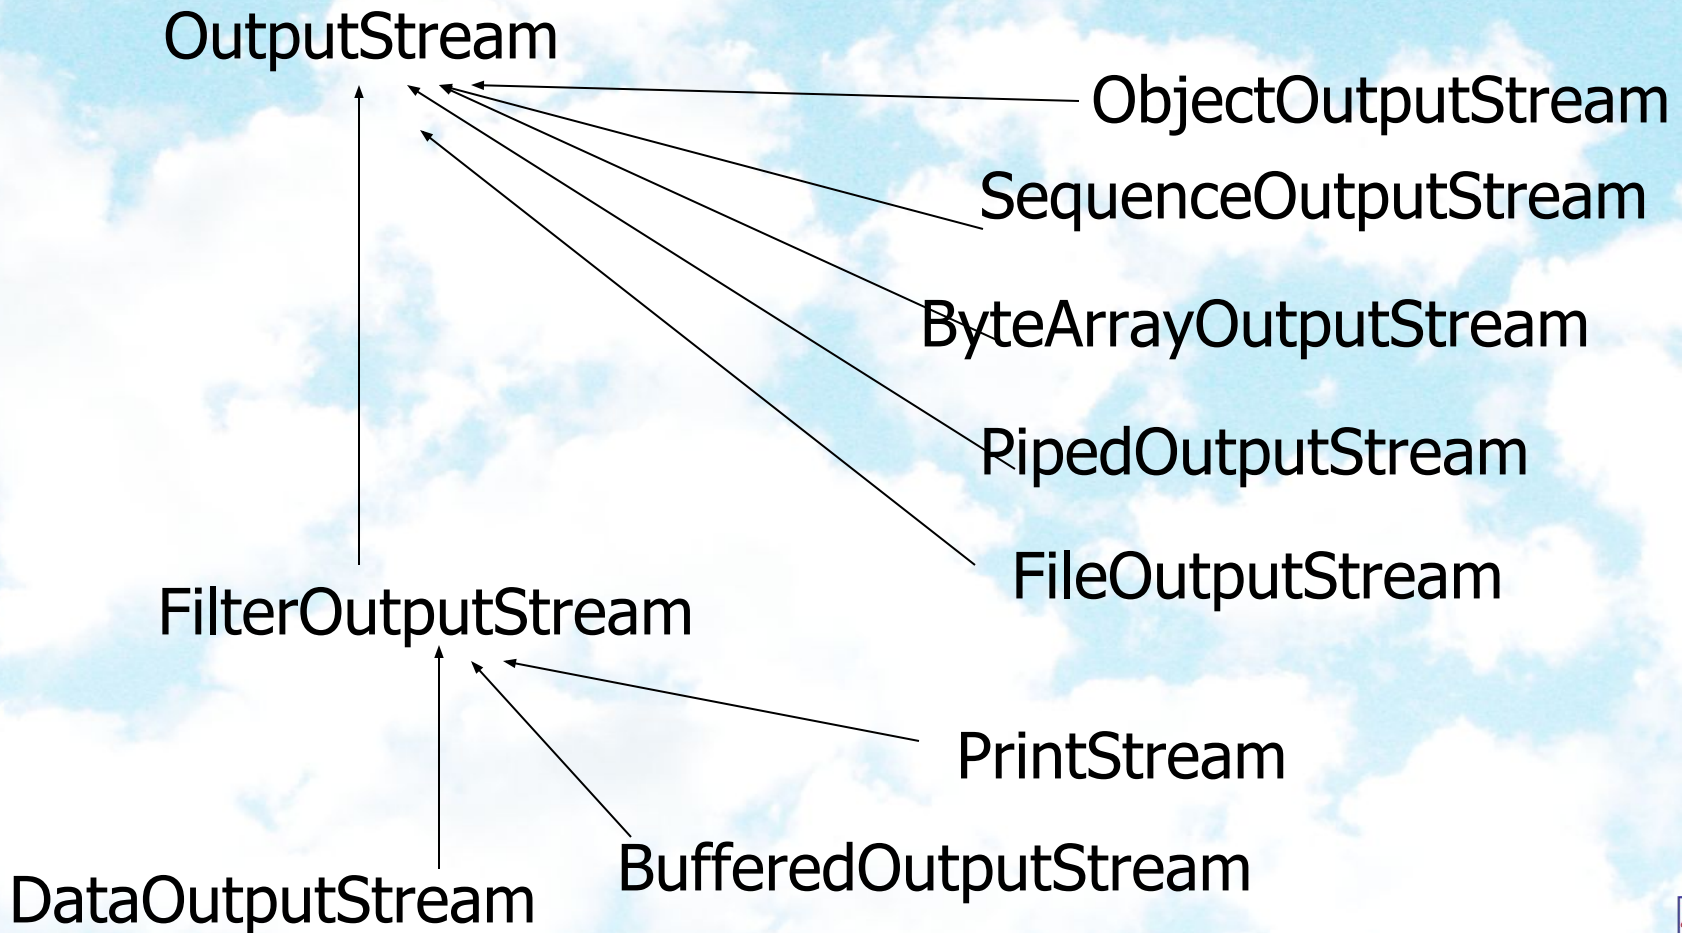 OutputStream
ObjectOutputStream
SequenceOutputStream
ByteArrayOutputStream
PipedOutputStream
FileOutputStream
FilterOutputStream
PrintStream
BufferedOutputStream
DataOutputStream